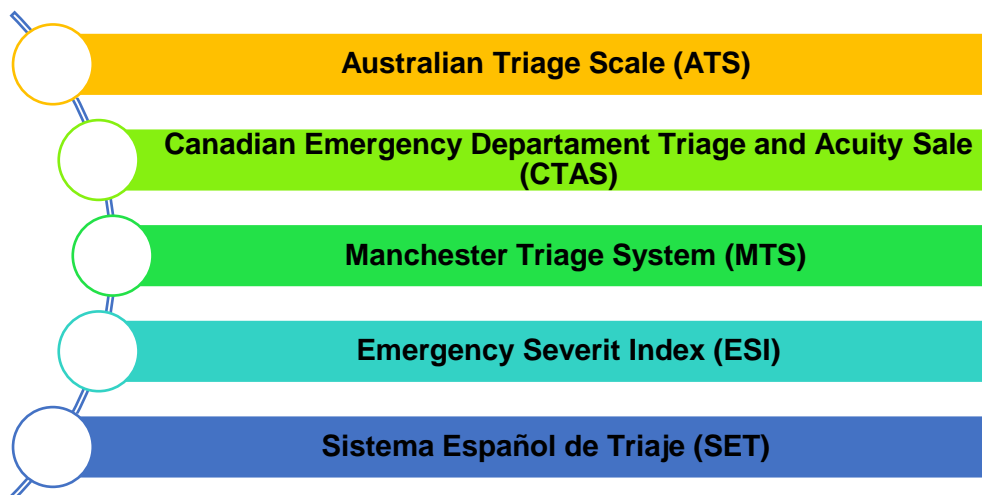 Australian Triage Scale (ATS)
Canadian Emergency Departament Triage and Acuity Sale
(CTAS)
Manchester Triage System (MTS)
Emergency Severit Index (ESI)
Sistema Español de Triaje (SET)